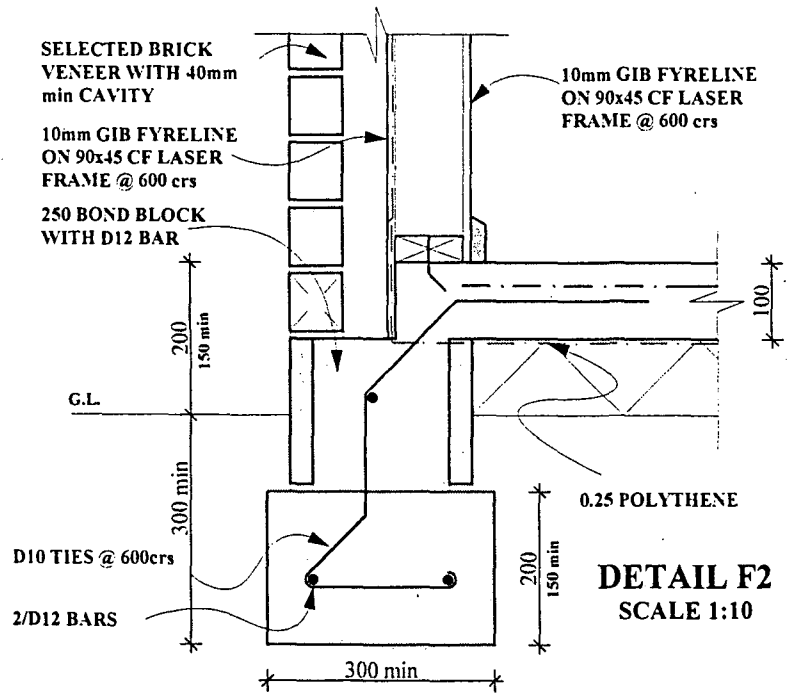 SELECTED BRICK
VENEER WITH 40mm
min CAVITY
10mm GIB FYRELINE
ON 90x45 CF LASER
FRAME @ 600 crs
10mm GIB FYRELINE
ON 90x45 CF LASER
FRAME @ 600 crs
250 BOND BLOCK
WITH D12 BAR
200
150 min
100
G.L.
300 min
0.25 POLYTHENE
D10 TIES @ 600crs
2/D12 BARS
200
150 min
DETAIL F2
SCALE 1:10
300 min